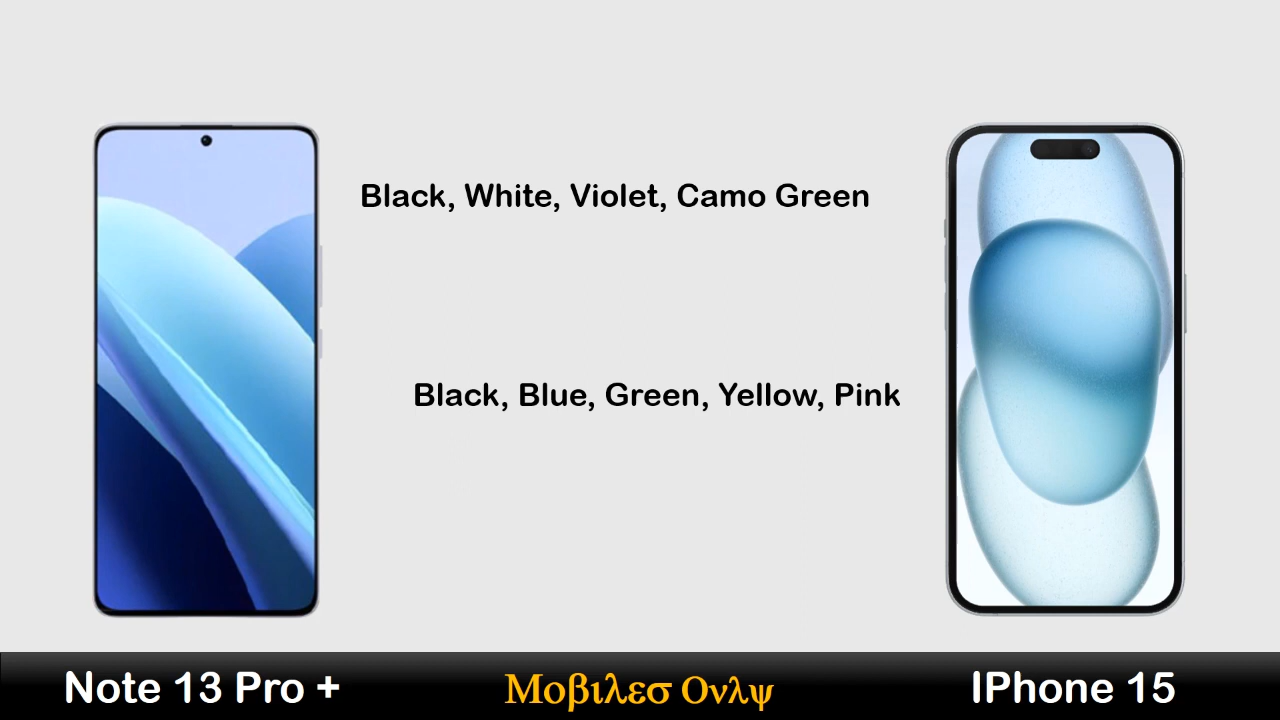 Black, White, Violet, Camo Green
Black, Blue, Green, Yellow, Pink
Note 13 Pro +
Μοβιλεσ Ονλψ
IPhone 15